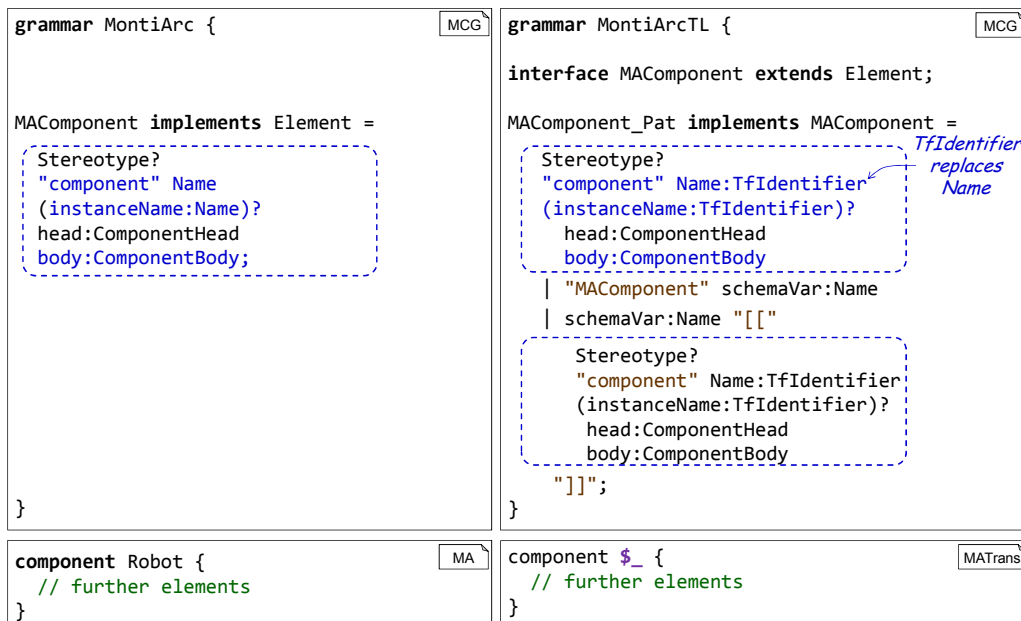 grammar MontiArc {
MCG
MAComponent implements Element =
Stereotype?
"component" Name
(instanceName:Name)?
head:ComponentHead
body:ComponentBody;
}
grammar MontiArcTL {
MCG
interface MAComponent extends Element;
MAComponent_Pat implements MAComponent =
Stereotype?
"component" Name:TfIdentifier
(instanceName:TfIdentifier)?
head:ComponentHead
body:ComponentBody
TfIdentifier
replaces
Name
| "MAComponent" schemaVar:Name
| schemaVar:Name "[["
Stereotype?
"component" Name:TfIdentifier
(instanceName:TfIdentifier)?
head:ComponentHead
body:ComponentBody
"]]";
}
component Robot {
MA
// further elements
}
component $_ {
MATrans
// further elements
}